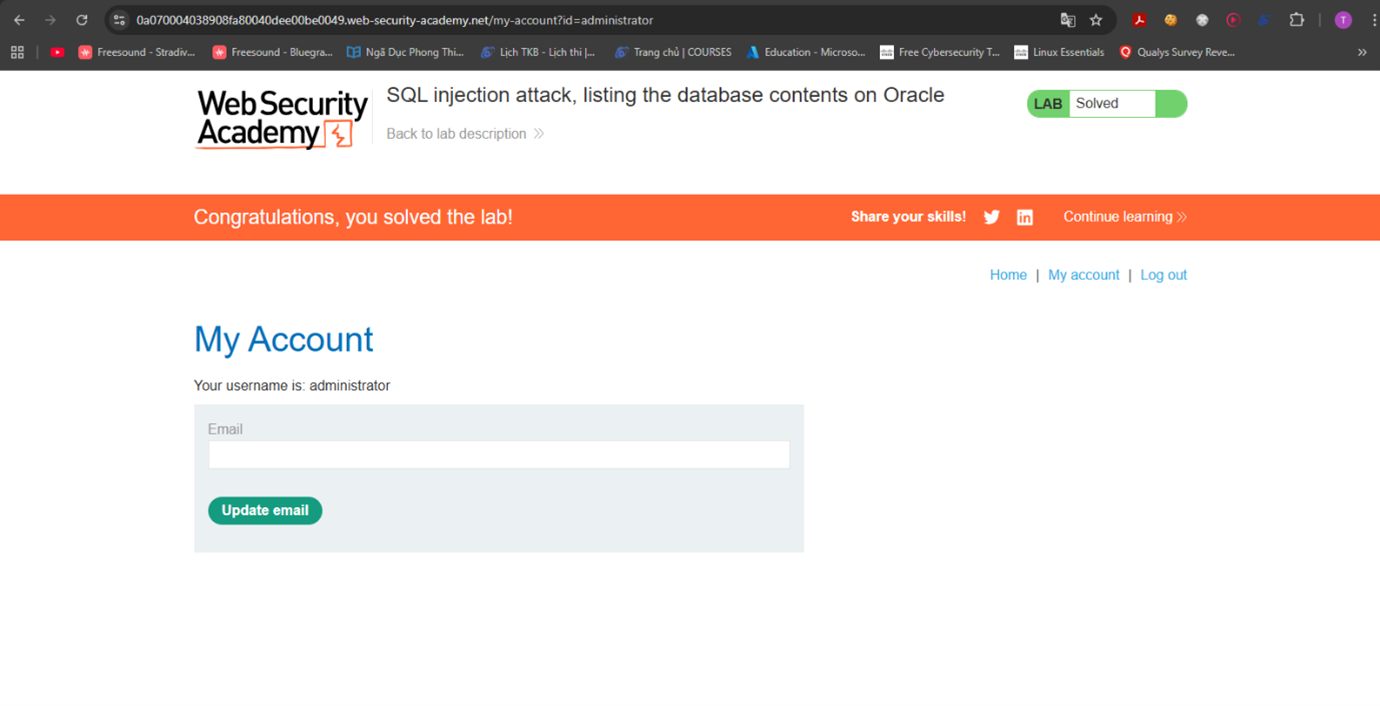 0a070004038908fa80040dee00be0049.web-security-academy.net/my-account?id=administrator
T
Freesound - Stradiv... Freesound - Bluegra... Ngã Dục Phong Thi... Lịch TKB - Lịch thi |... Trang chủ | COURSES Education - Microso... Free Cybersecurity T... Linux Essentials Qualys Survey Reve...
WebSecurity
Academy
SQL injection attack, listing the database contents on Oracle
Back to lab description
LAB Solved
Congratulations, you solved the lab!
Share your skills! Continue learning
Home | My account | Log out
My Account
Your username is: administrator
Email
Update email